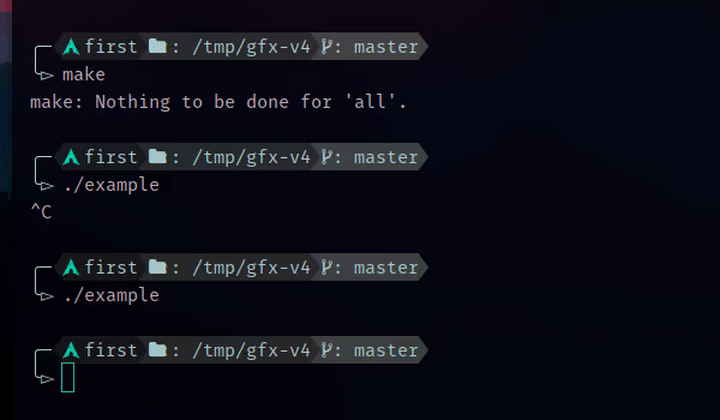 first : /tmp/gfx-v4 : master
make
make: Nothing to be done for 'all'.
first : /tmp/gfx-v4 : master
./example
^C
first : /tmp/gfx-v4 : master
./example
first : /tmp/gfx-v4 : master